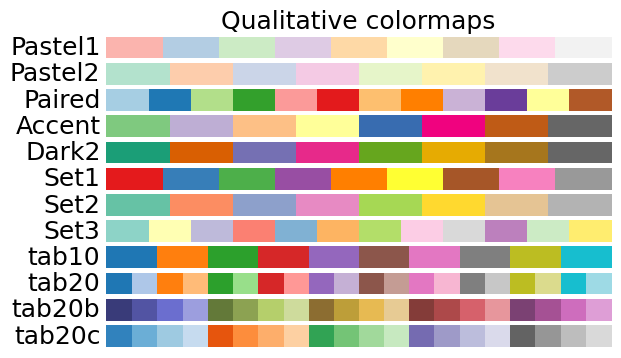 Qualitative colormaps
Pastel1
Pastel2
Paired
Accent
Dark2
Set1
Set2
Set3
tab10
tab20
tab20b
tab20c